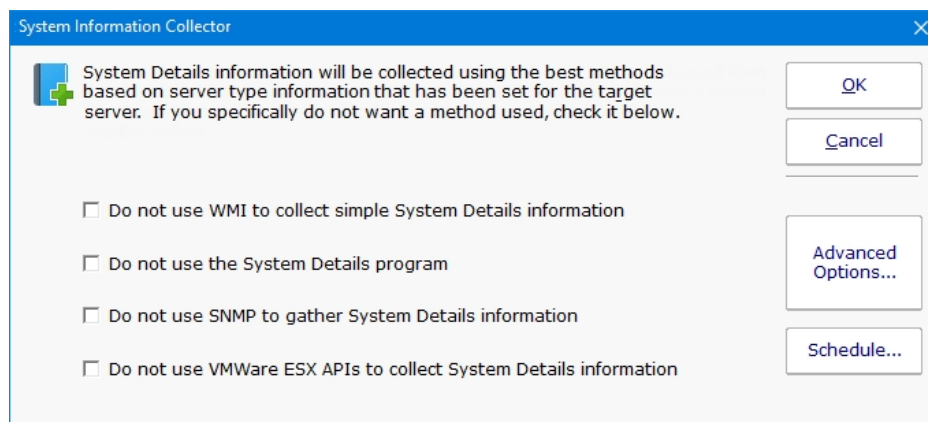 System Information Collector
System Details information will be collected using the best methods
based on server type information that has been set for the target
server.  If you specifically do not want a method used, check it below.
OK
Cancel
Do not use WMI to collect simple System Details information
Do not use the System Details program
Do not use SNMP to gather System Details information
Do not use VMWare ESX APIs to collect System Details information
Advanced
Options...
Schedule...